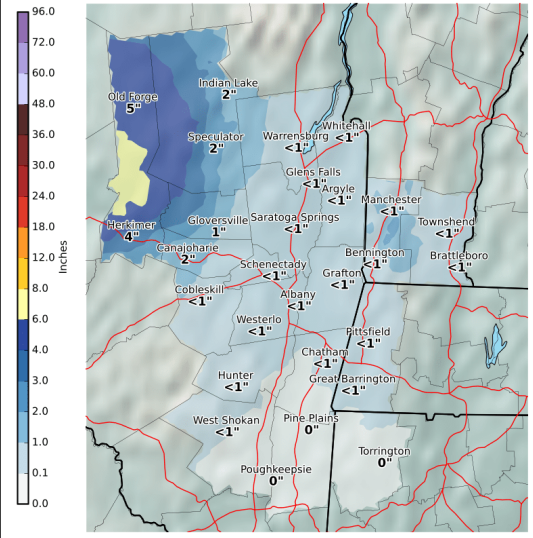 96.0
72.0
60.0
48.0
36.0
30.0
24.0
18.0
12.0
8.0
6.0
4.0
3.0
2.0
1.0
0.1
0.0
Inches
Indian Lake
2"
Old Forge
5"
Whitehall
<1"
Speculator
2"
Warrensburg
<1"
Glens Falls
<1"
Argyle
<1"
Manchester
<1"
Herkimer
4"
Gloversville
1"
Saratoga Springs
<1"
Townshend
<1"
Canajoharie
2"
Bennington
<1"
Brattleboro
<1"
Schenectady
<1"
Grafton
<1"
Cobleskill
<1"
Albany
<1"
Westerlo
<1"
Pittsfield
<1"
Chatham
<1"
Hunter
<1"
Great Barrington
<1"
West Shokan
<1"
Pine Plains
0"
Torrington
0"
Poughkeepsie
0"